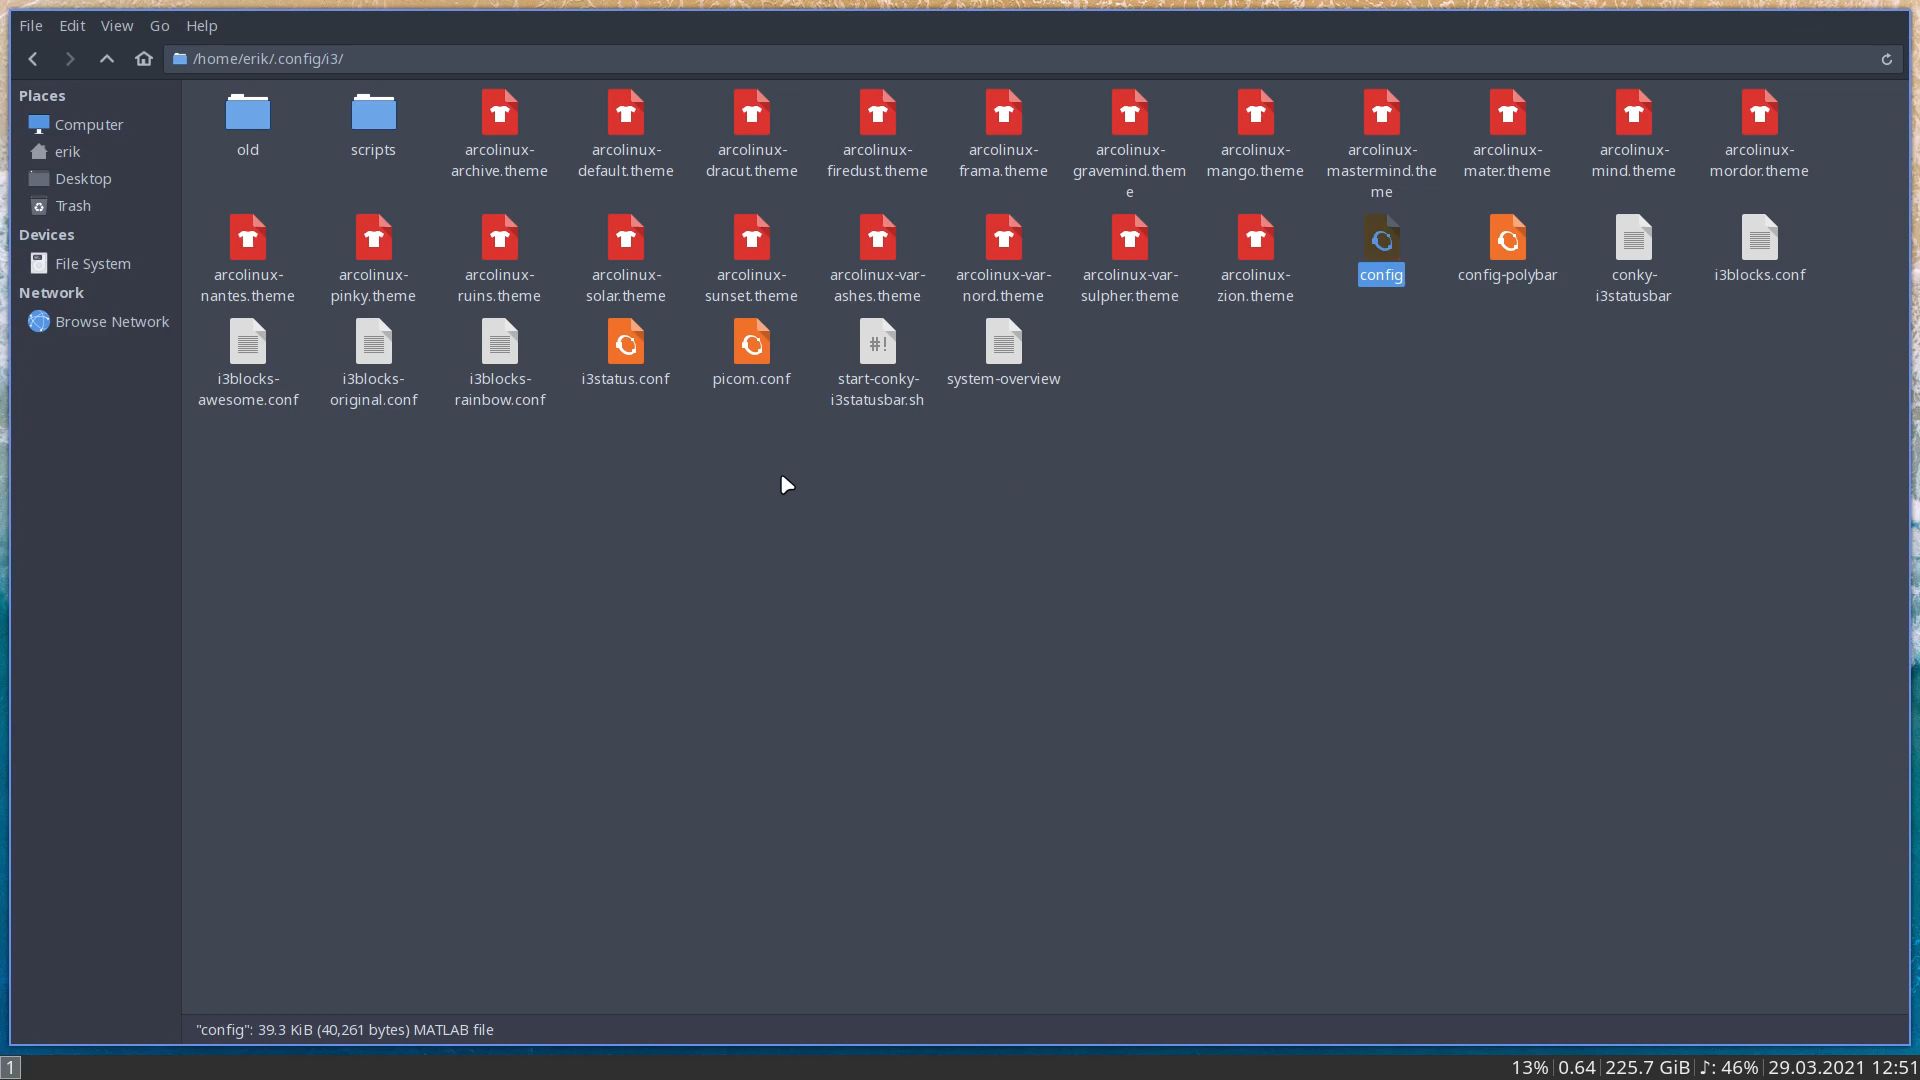 File Edit View Go Help
/home/erik/.config/i3/
Places
Computer
erik
Desktop
Trash
Devices
File System
Network
Browse Network
old scripts arcolinux- arcolinux- arcolinux- arcolinux- arcolinux- arcolinux- arcolinux- arcolinux- arcolinux- arcolinux- arcolinux-
archive.theme default.theme dracut.theme firedust.theme frama.theme gravemind.them mango.theme mastermind.the mater.theme mind.theme mordor.theme
e me
arcolinux- arcolinux- arcolinux- arcolinux- arcolinux- arcolinux-var- arcolinux-var- arcolinux-var- arcolinux- config config-polybar conky- i3blocks.conf
nantes.theme pinky.theme ruins.theme solar.theme sunset.theme ashes.theme nord.theme sulpher.theme zion.theme i3statusbar
#!
i3blocks- i3blocks- i3blocks- i3status.conf picom.conf start-conky- system-overview
awesome.conf original.conf rainbow.conf i3statusbar.sh
"config": 39.3 KiB (40,261 bytes) MATLAB file
1 13% 0.64 225.7 GiB ♪: 46% 29.03.2021 12:51